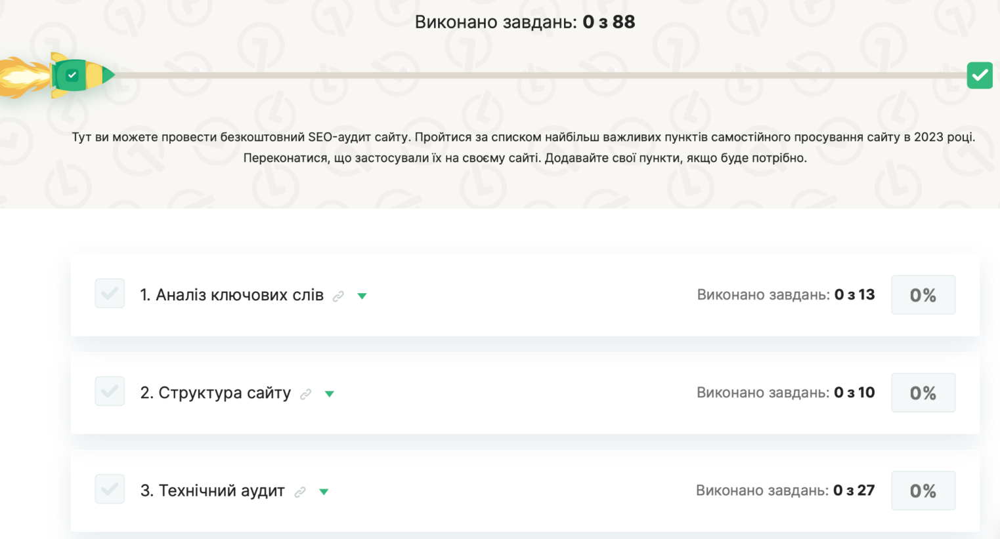 Виконано завдань: 0 з 88
Тут ви можете провести безкоштовний SEO-аудит сайту. Пройтися за списком найбільш важливих пунктів самостійного просування сайту в 2023 році.
Переконатися, що застосували їх на своєму сайті. Додавайте свої пункти, якщо буде потрібно.
1. Аналіз ключових слів Виконано завдань: 0 з 13 0%
2. Структура сайту Виконано завдань: 0 з 10 0%
3. Технічний аудит Виконано завдань: 0 з 27 0%